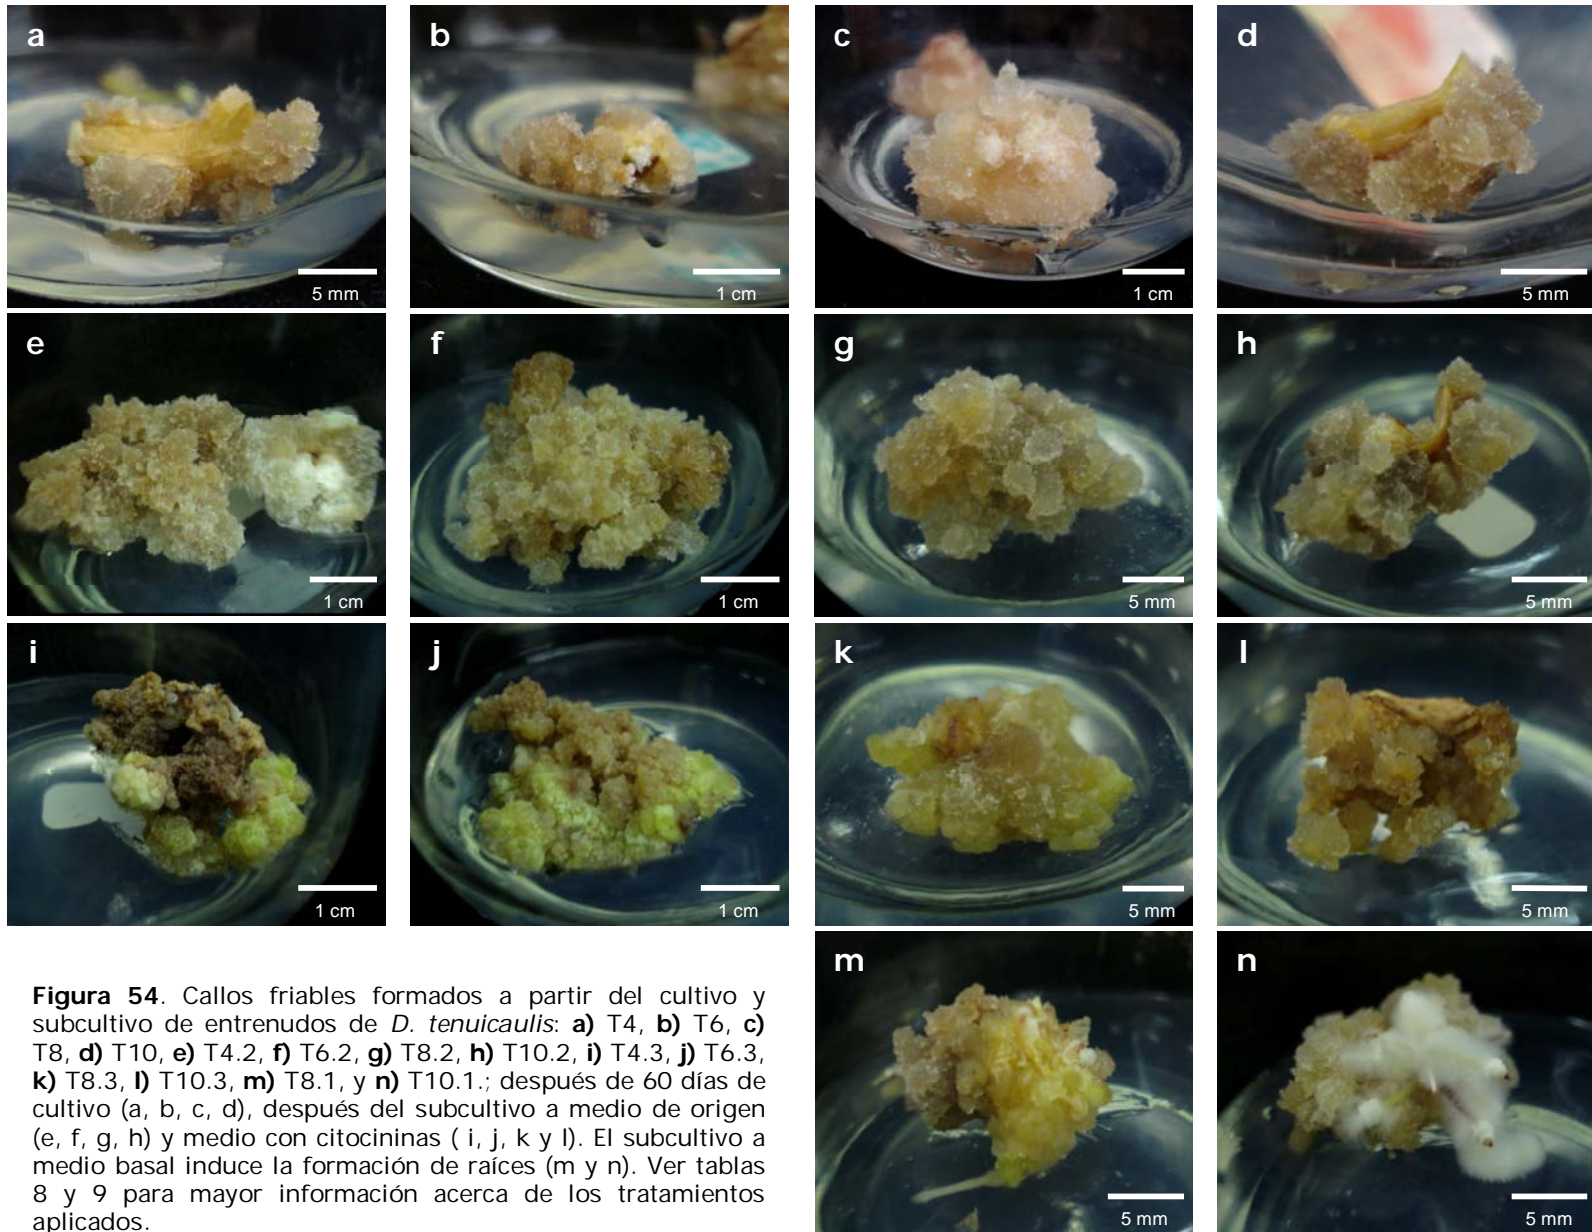 a
b
c
d
5 mm
1 cm
1 cm
5 mm
e
f
g
h
1 cm
1 cm
5 mm
5 mm
i
j
k
l
1 cm
1 cm
5 mm
5 mm
m
n
5 mm
5 mm
Figura 54. Callos friables formados a partir del cultivo y
subcultivo de entrenudos de D. tenuicaulis: a) T4, b) T6, c)
T8, d) T10, e) T4.2, f) T6.2, g) T8.2, h) T10.2, i) T4.3, j) T6.3,
k) T8.3, l) T10.3, m) T8.1, y n) T10.1.; después de 60 días de
cultivo (a, b, c, d), después del subcultivo a medio de origen
(e, f, g, h) y medio con citocininas ( i, j, k y l). El subcultivo a
medio basal induce la formación de raíces (m y n). Ver tablas
8 y 9 para mayor información acerca de los tratamientos
aplicados.